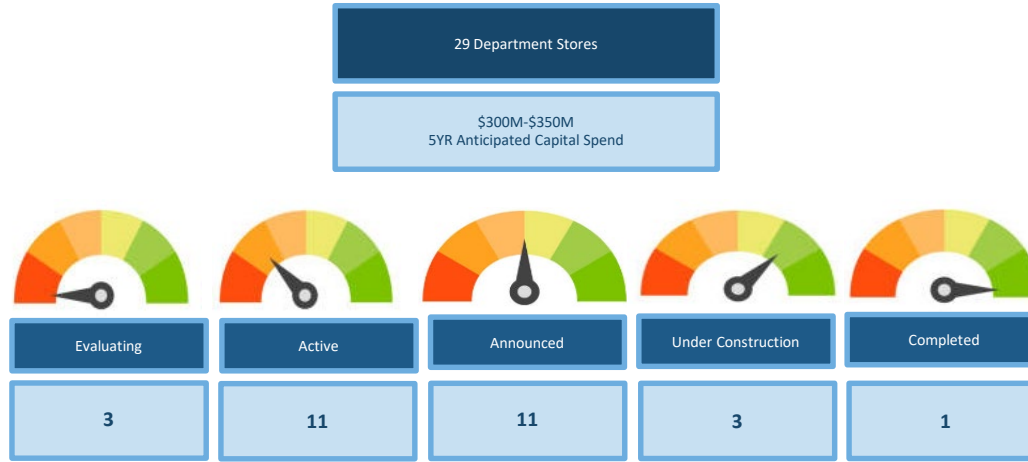 29 Department Stores
$300M-$350M
5YR Anticipated Capital Spend
Evaluating
Active
Announced
Under Construction
Completed
3
11
11
3
1